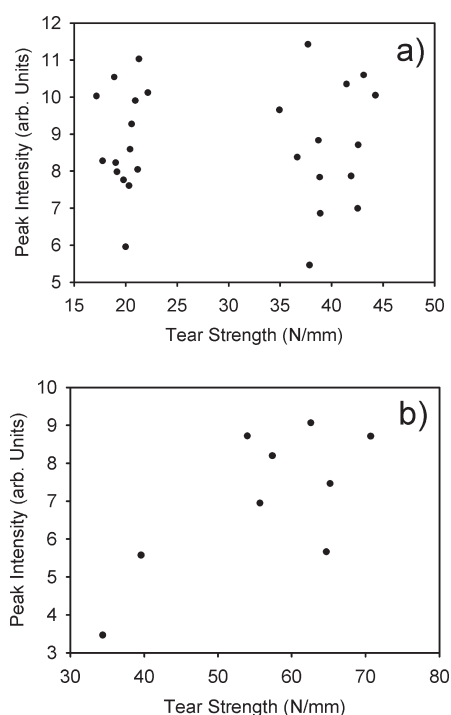 12
11
10
9
8
7
6
5
Peak Intensity (arb. Units)
a)
15 20 25 30 35 40 45 50
Tear Strength (N/mm)
10
9
8
7
6
5
4
3
Peak Intensity (arb. Units)
b)
30 40 50 60 70 80
Tear Strength (N/mm)